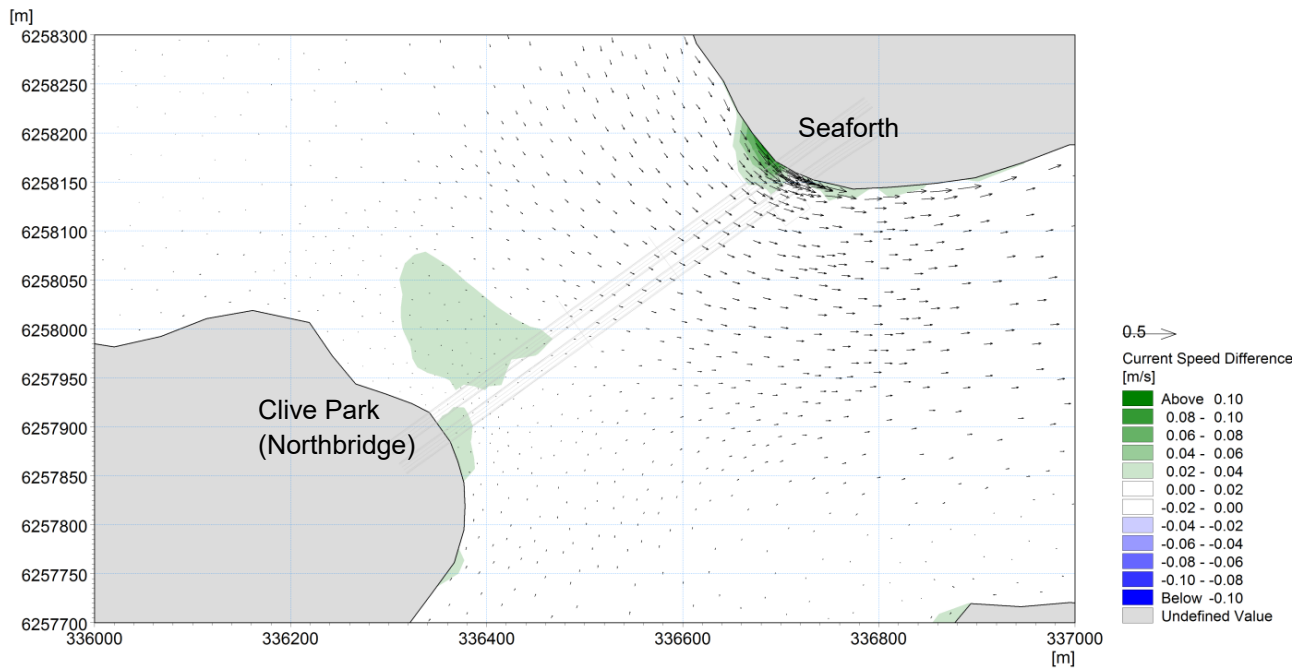 [m]
6258300
6258250
6258200
6258150
6258100
6258050
6258000
6257950
6257900
6257850
6257800
6257750
6257700
336000 336200 336400 336600 336800 337000
[m]
Seaforth
Clive Park
(Northbridge)
0.5
Current Speed Difference
[m/s]
Above 0.10
0.08 - 0.10
0.06 - 0.08
0.04 - 0.06
0.02 - 0.04
0.00 - 0.02
-0.02 - 0.00
-0.04 - -0.02
-0.06 - -0.04
-0.08 - -0.06
-0.10 - -0.08
Below -0.10
Undefined Value